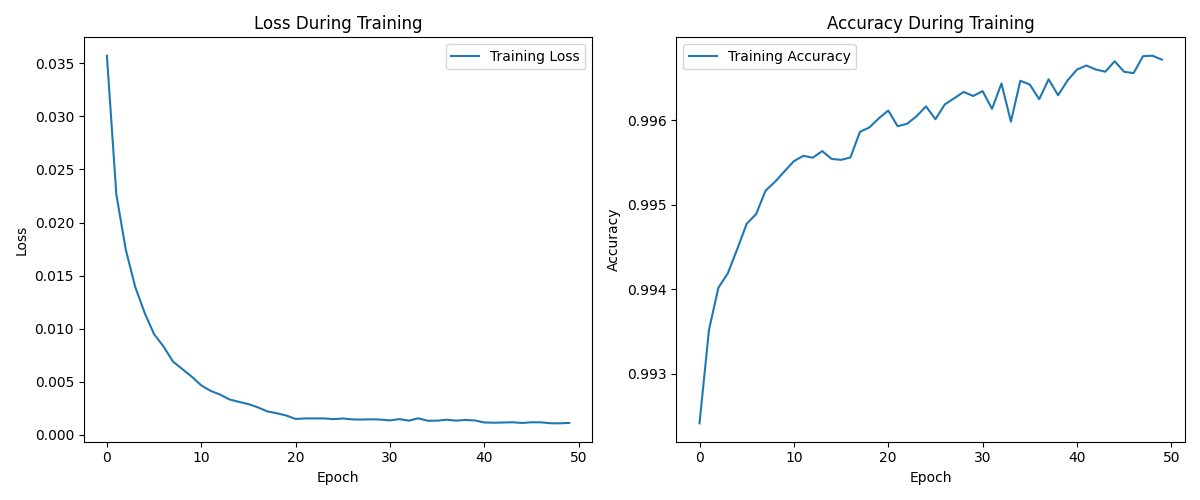 Loss During Training
Training Loss
0.035
0.030
0.025
0.020
0.015
0.010
0.005
0.000
Loss
0 10 20 30 40 50
Epoch
Accuracy During Training
Training Accuracy
0.996
0.995
0.994
0.993
Accuracy
0 10 20 30 40 50
Epoch